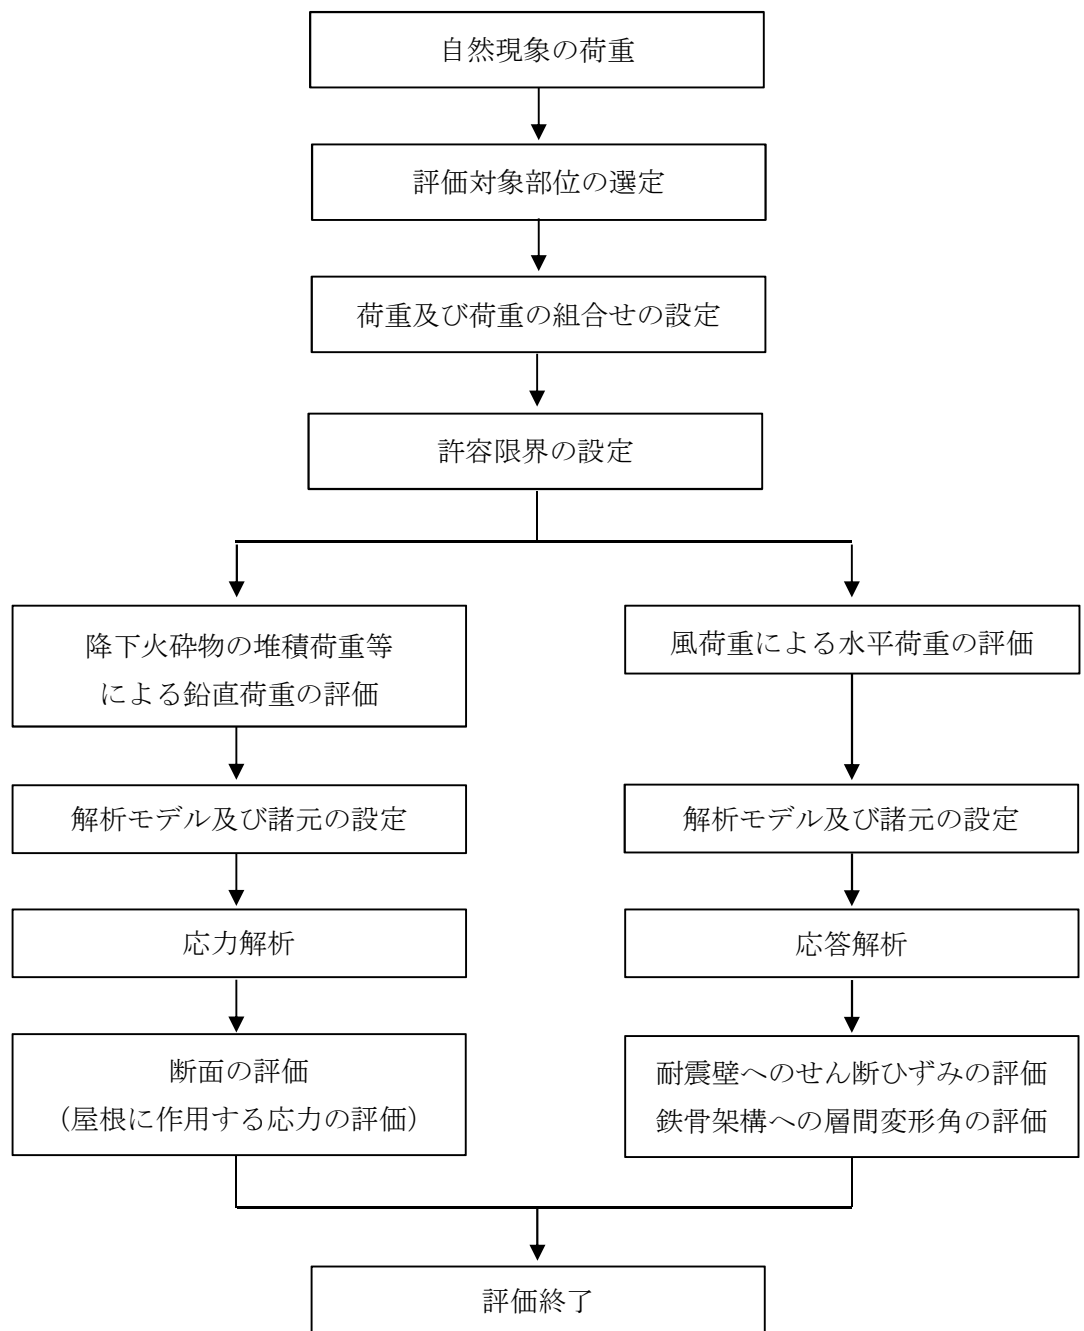 自然現象の荷重
評価対象部位の選定
荷重及び荷重の組合せの設定
許容限界の設定
降下火砕物の堆積荷重等
による鉛直荷重の評価
解析モデル及び諸元の設定
応力解析
断面の評価
(屋根に作用する応力の評価)
風荷重による水平荷重の評価
解析モデル及び諸元の設定
応答解析
耐震壁へのせん断ひずみの評価
鉄骨架構への層間変形角の評価
評価終了